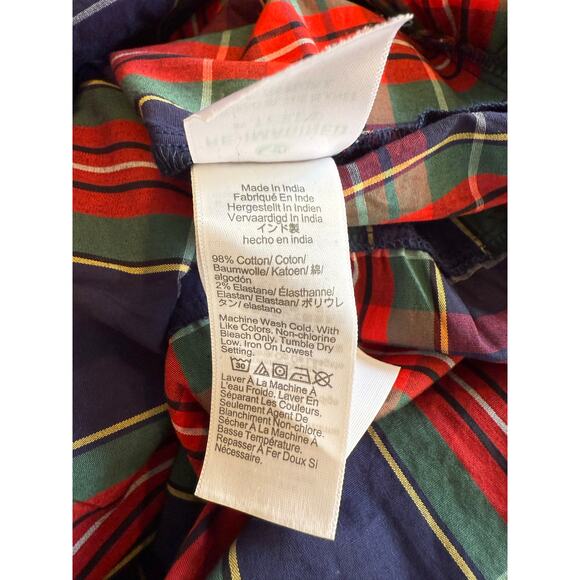 Made In India
Fabriqué En Inde
Hergestellt In Indien
Vervaardigd In India
インド製
hecho en india
98% Cotton/ Coton/
Baumwolle/ Katoen/ 綿/
algodón
2% Elastane/ Élasthanne/
Elastan/ Elastaan/ ポリウレ
タン/ elastano
Machine Wash Cold. With
Like Colors. Non-chlorine
Bleach Only. Tumble Dry
Low. Iron On Lowest
Setting.
30
Laver À La Machine À
L'eau Froide. Laver En
Séparant Les Couleurs.
Seulement Agent De
Blanchiment Non-chlore.
Sécher À La Machine À
Basse Température.
Repasser À Fer Doux Si
Nécessaire.